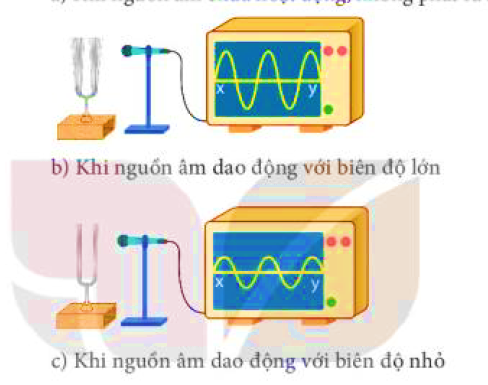 x y
b) Khi nguồn âm dao động với biên độ lớn
x y
c) Khi nguồn âm dao động với biên độ nhỏ